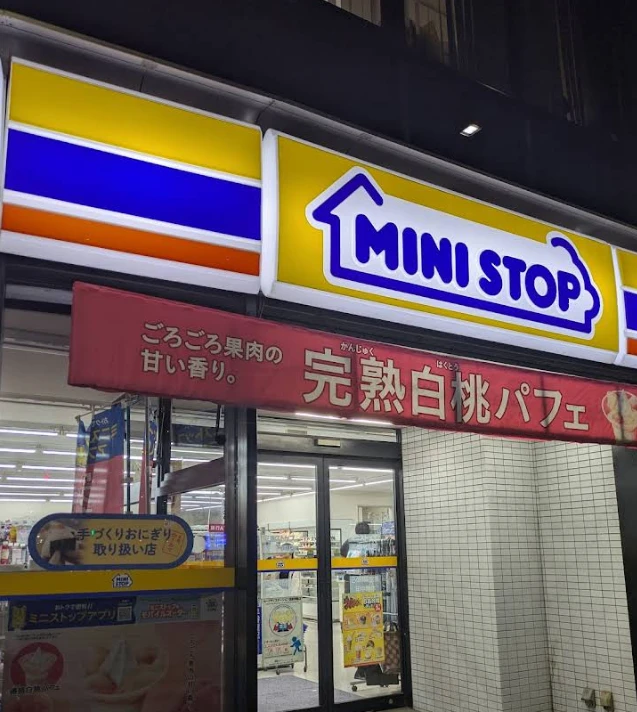 MINI STOP
ごろごろ果肉の
甘い香り。
かんじゅく はくとう
完熟白桃パフェ
手づくりおにぎり
取り扱い店
MINI
STOP
ミニストップアプリ